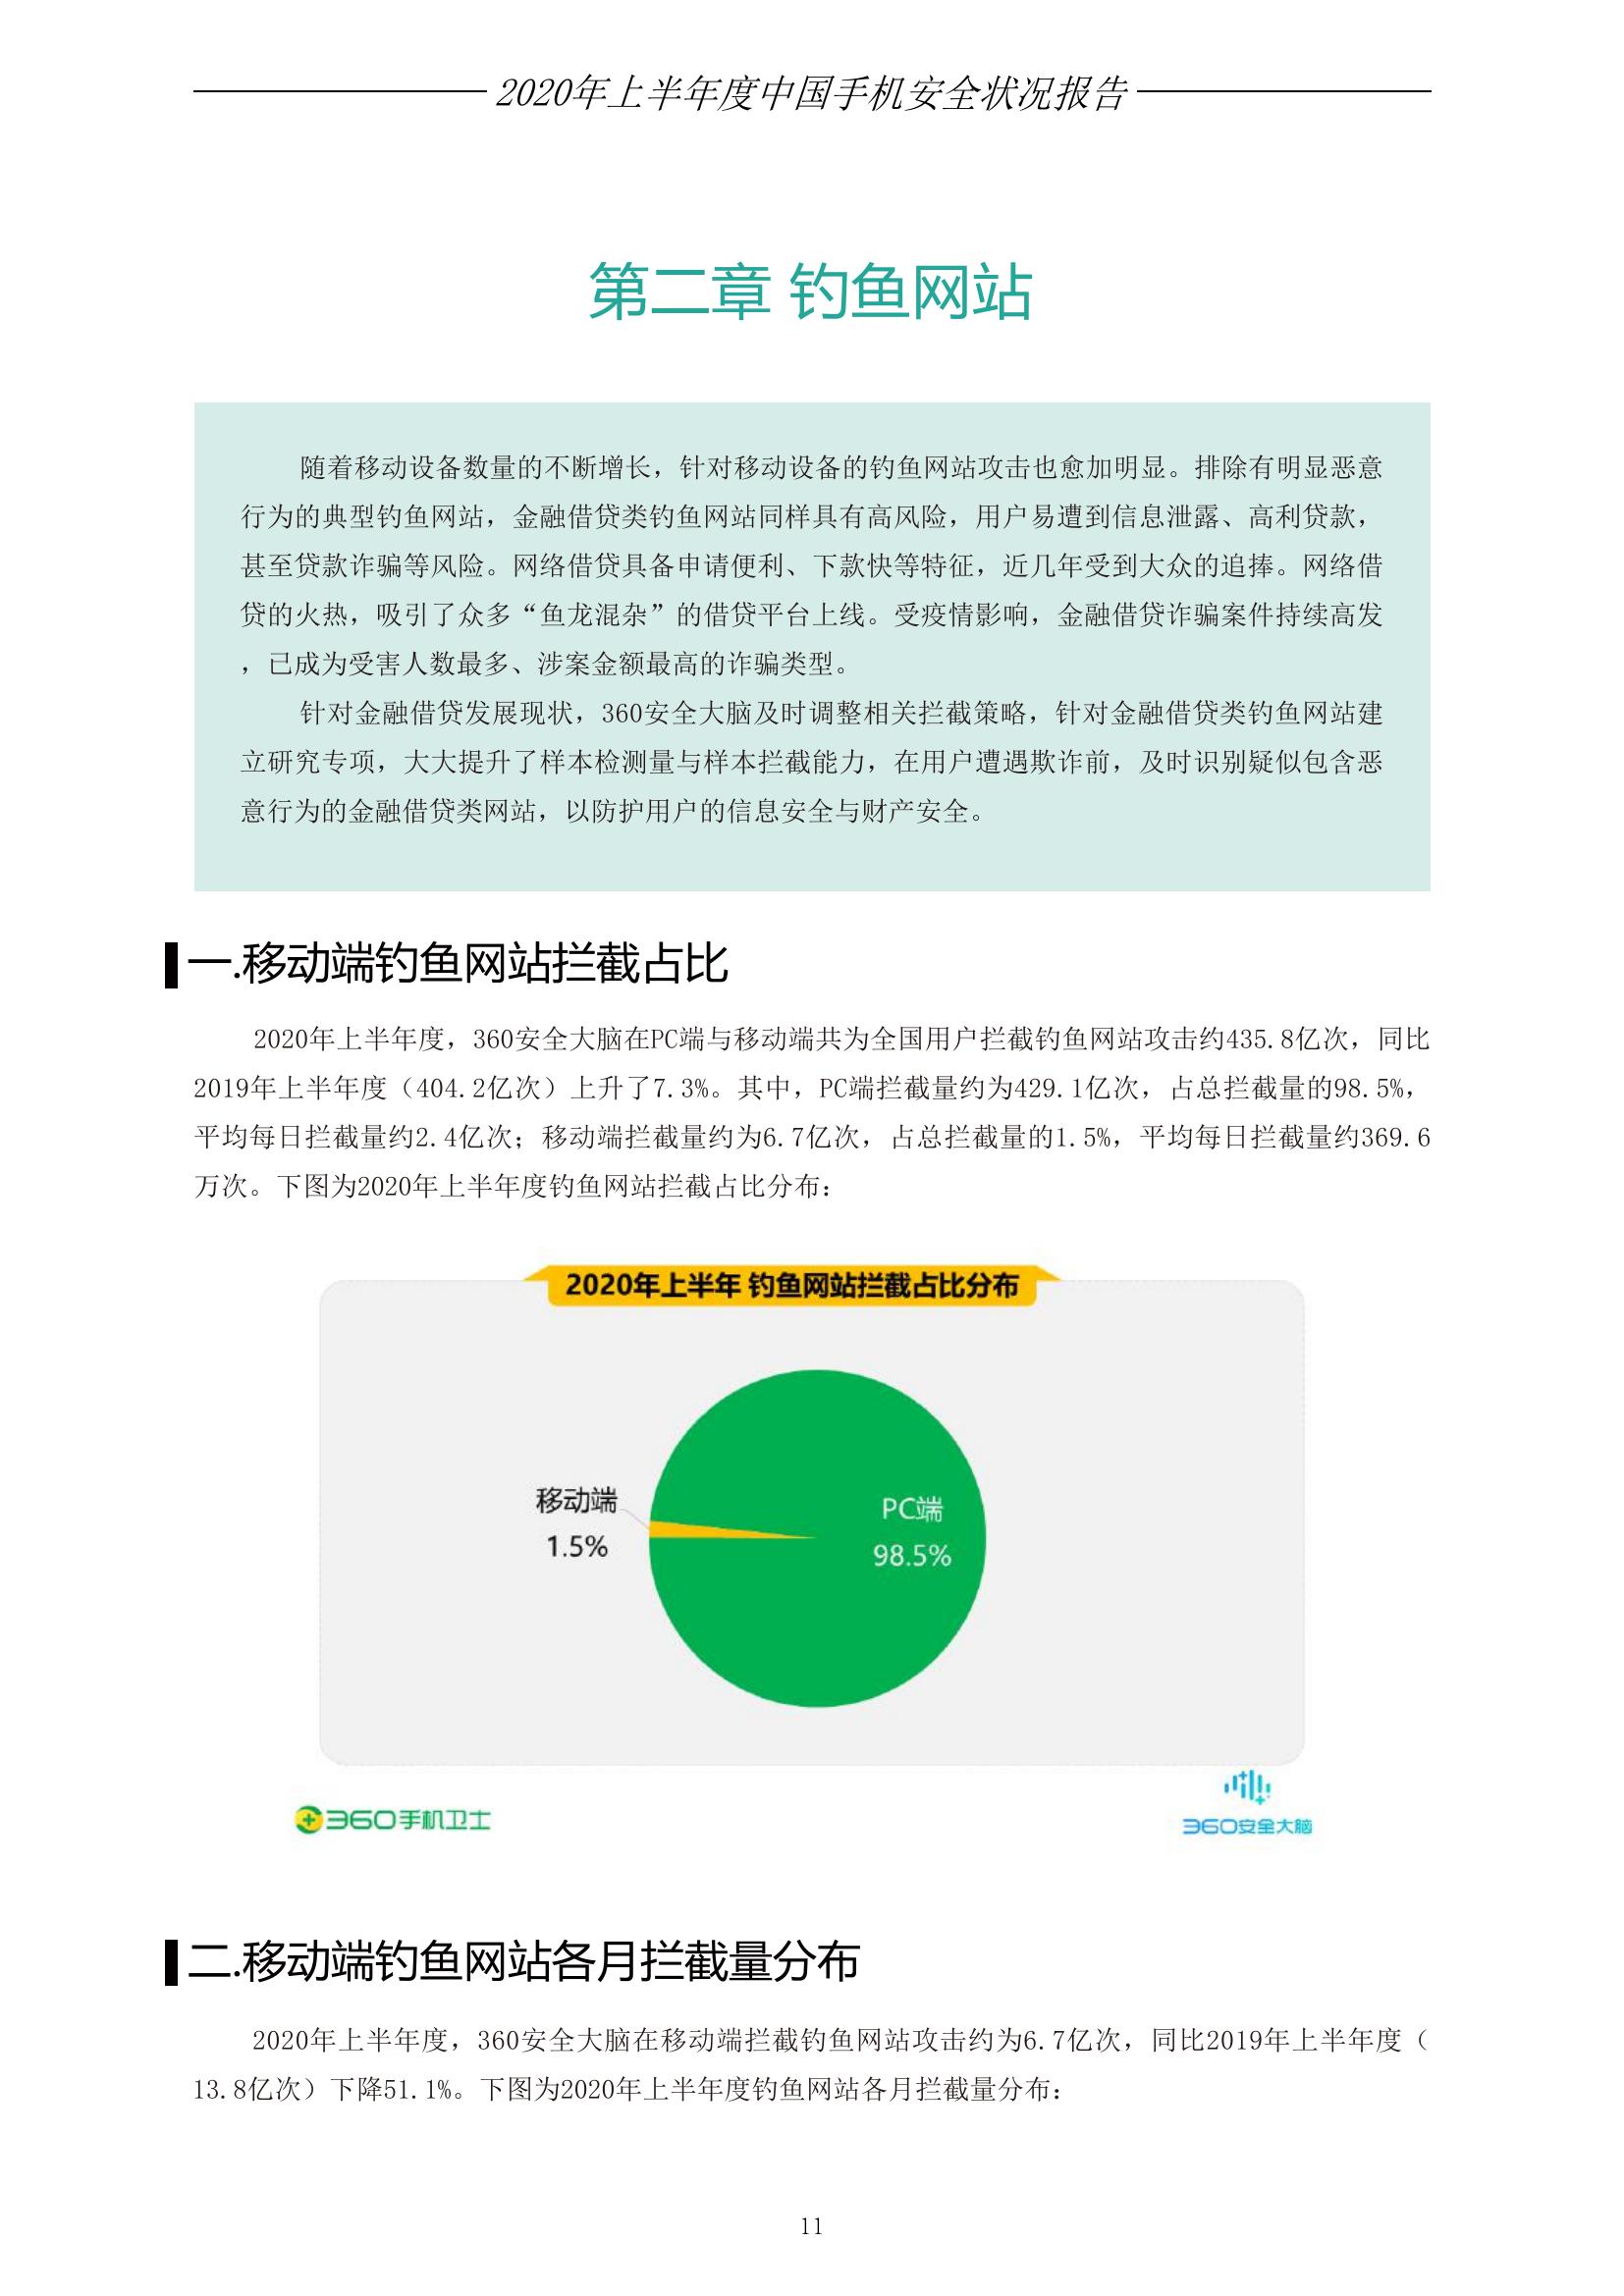 2020年上半年度中国手机安全状况报告
第二章 钓鱼网站
随着移动设备数量的不断增长，针对移动设备的钓鱼网站攻击也愈加明显。排除有明显恶意
行为的典型钓鱼网站，金融借贷类钓鱼网站同样具有高风险，用户易遭到信息泄露、高利贷款，
甚至贷款诈骗等风险。网络借贷具备申请便利、下款快等特征，近几年受到大众的追捧。网络借
贷的火热，吸引了众多“鱼龙混杂”的借贷平台上线。受疫情影响，金融借贷诈骗案件持续高发
，已成为受害人数最多、涉案金额最高的诈骗类型。
针对金融借贷发展现状，360安全大脑及时调整相关拦截策略，针对金融借贷类钓鱼网站建
立研究专项，大大提升了样本检测量与样本拦截能力，在用户遭遇欺诈前，及时识别疑似包含恶
意行为的金融借贷类网站，以防护用户的信息安全与财产安全。
一.移动端钓鱼网站拦截占比
2020年上半年度，360安全大脑在PC端与移动端共为全国用户拦截钓鱼网站攻击约435.8亿次，同比
2019年上半年度（404.2亿次）上升了7.3%。其中，PC端拦截量约为429.1亿次，占总拦截量的98.5%，
平均每日拦截量约2.4亿次；移动端拦截量约为6.7亿次，占总拦截量的1.5%，平均每日拦截量约369.6
万次。下图为2020年上半年度钓鱼网站拦截占比分布：
2020年上半年 钓鱼网站拦截占比分布
移动端
1.5%
PC端
98.5%
360手机卫士
360安全大脑
二.移动端钓鱼网站各月拦截量分布
2020年上半年度，360安全大脑在移动端拦截钓鱼网站攻击约为6.7亿次，同比2019年上半年度（
13.8亿次）下降51.1%。下图为2020年上半年度钓鱼网站各月拦截量分布：
11